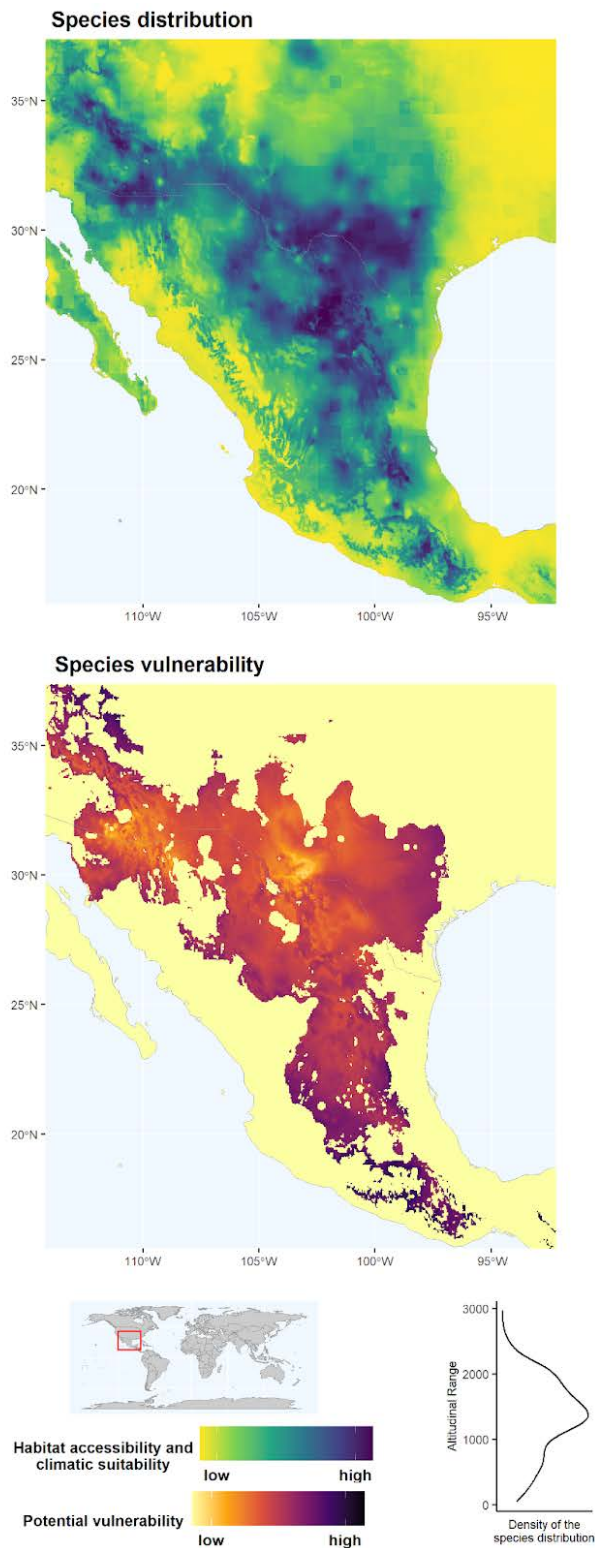 Species distribution
35°N
30°N
25°N
20°N
110°W 105°W 100°W 95°W
Species vulnerability
35°N
30°N
25°N
20°N
110°W 105°W 100°W 95°W
Habitat accessibility and
climatic suitability
low high
Potential vulnerability
low high
3000
2000
1000
0
Altitucinal Range
Density of the
species distribution